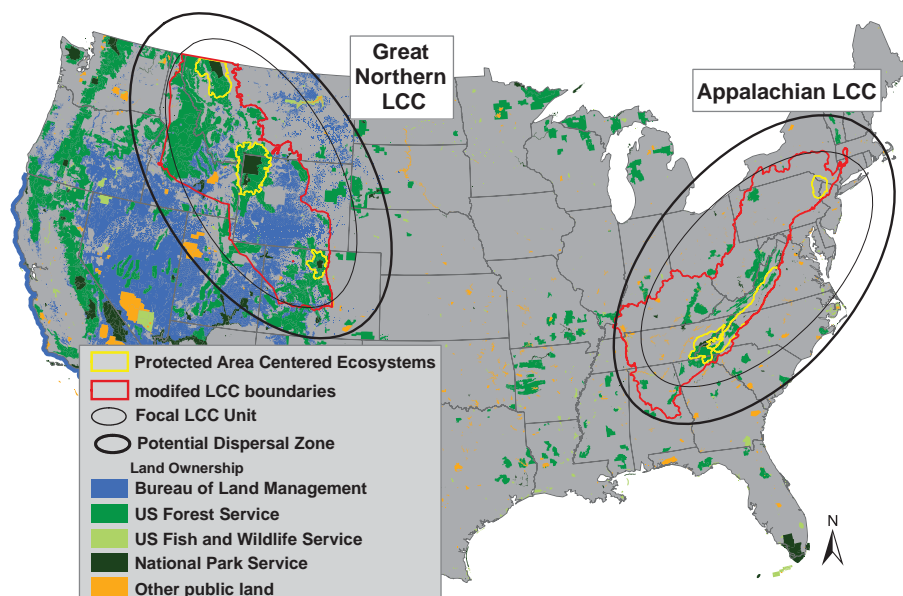 Great
Northern
LCC
Appalachian LCC
Protected Area Centered Ecosystems
modifed LCC boundaries
Focal LCC Unit
Potential Dispersal Zone
Land Ownership
Bureau of Land Management
US Forest Service
US Fish and Wildlife Service
National Park Service
Other public land
N